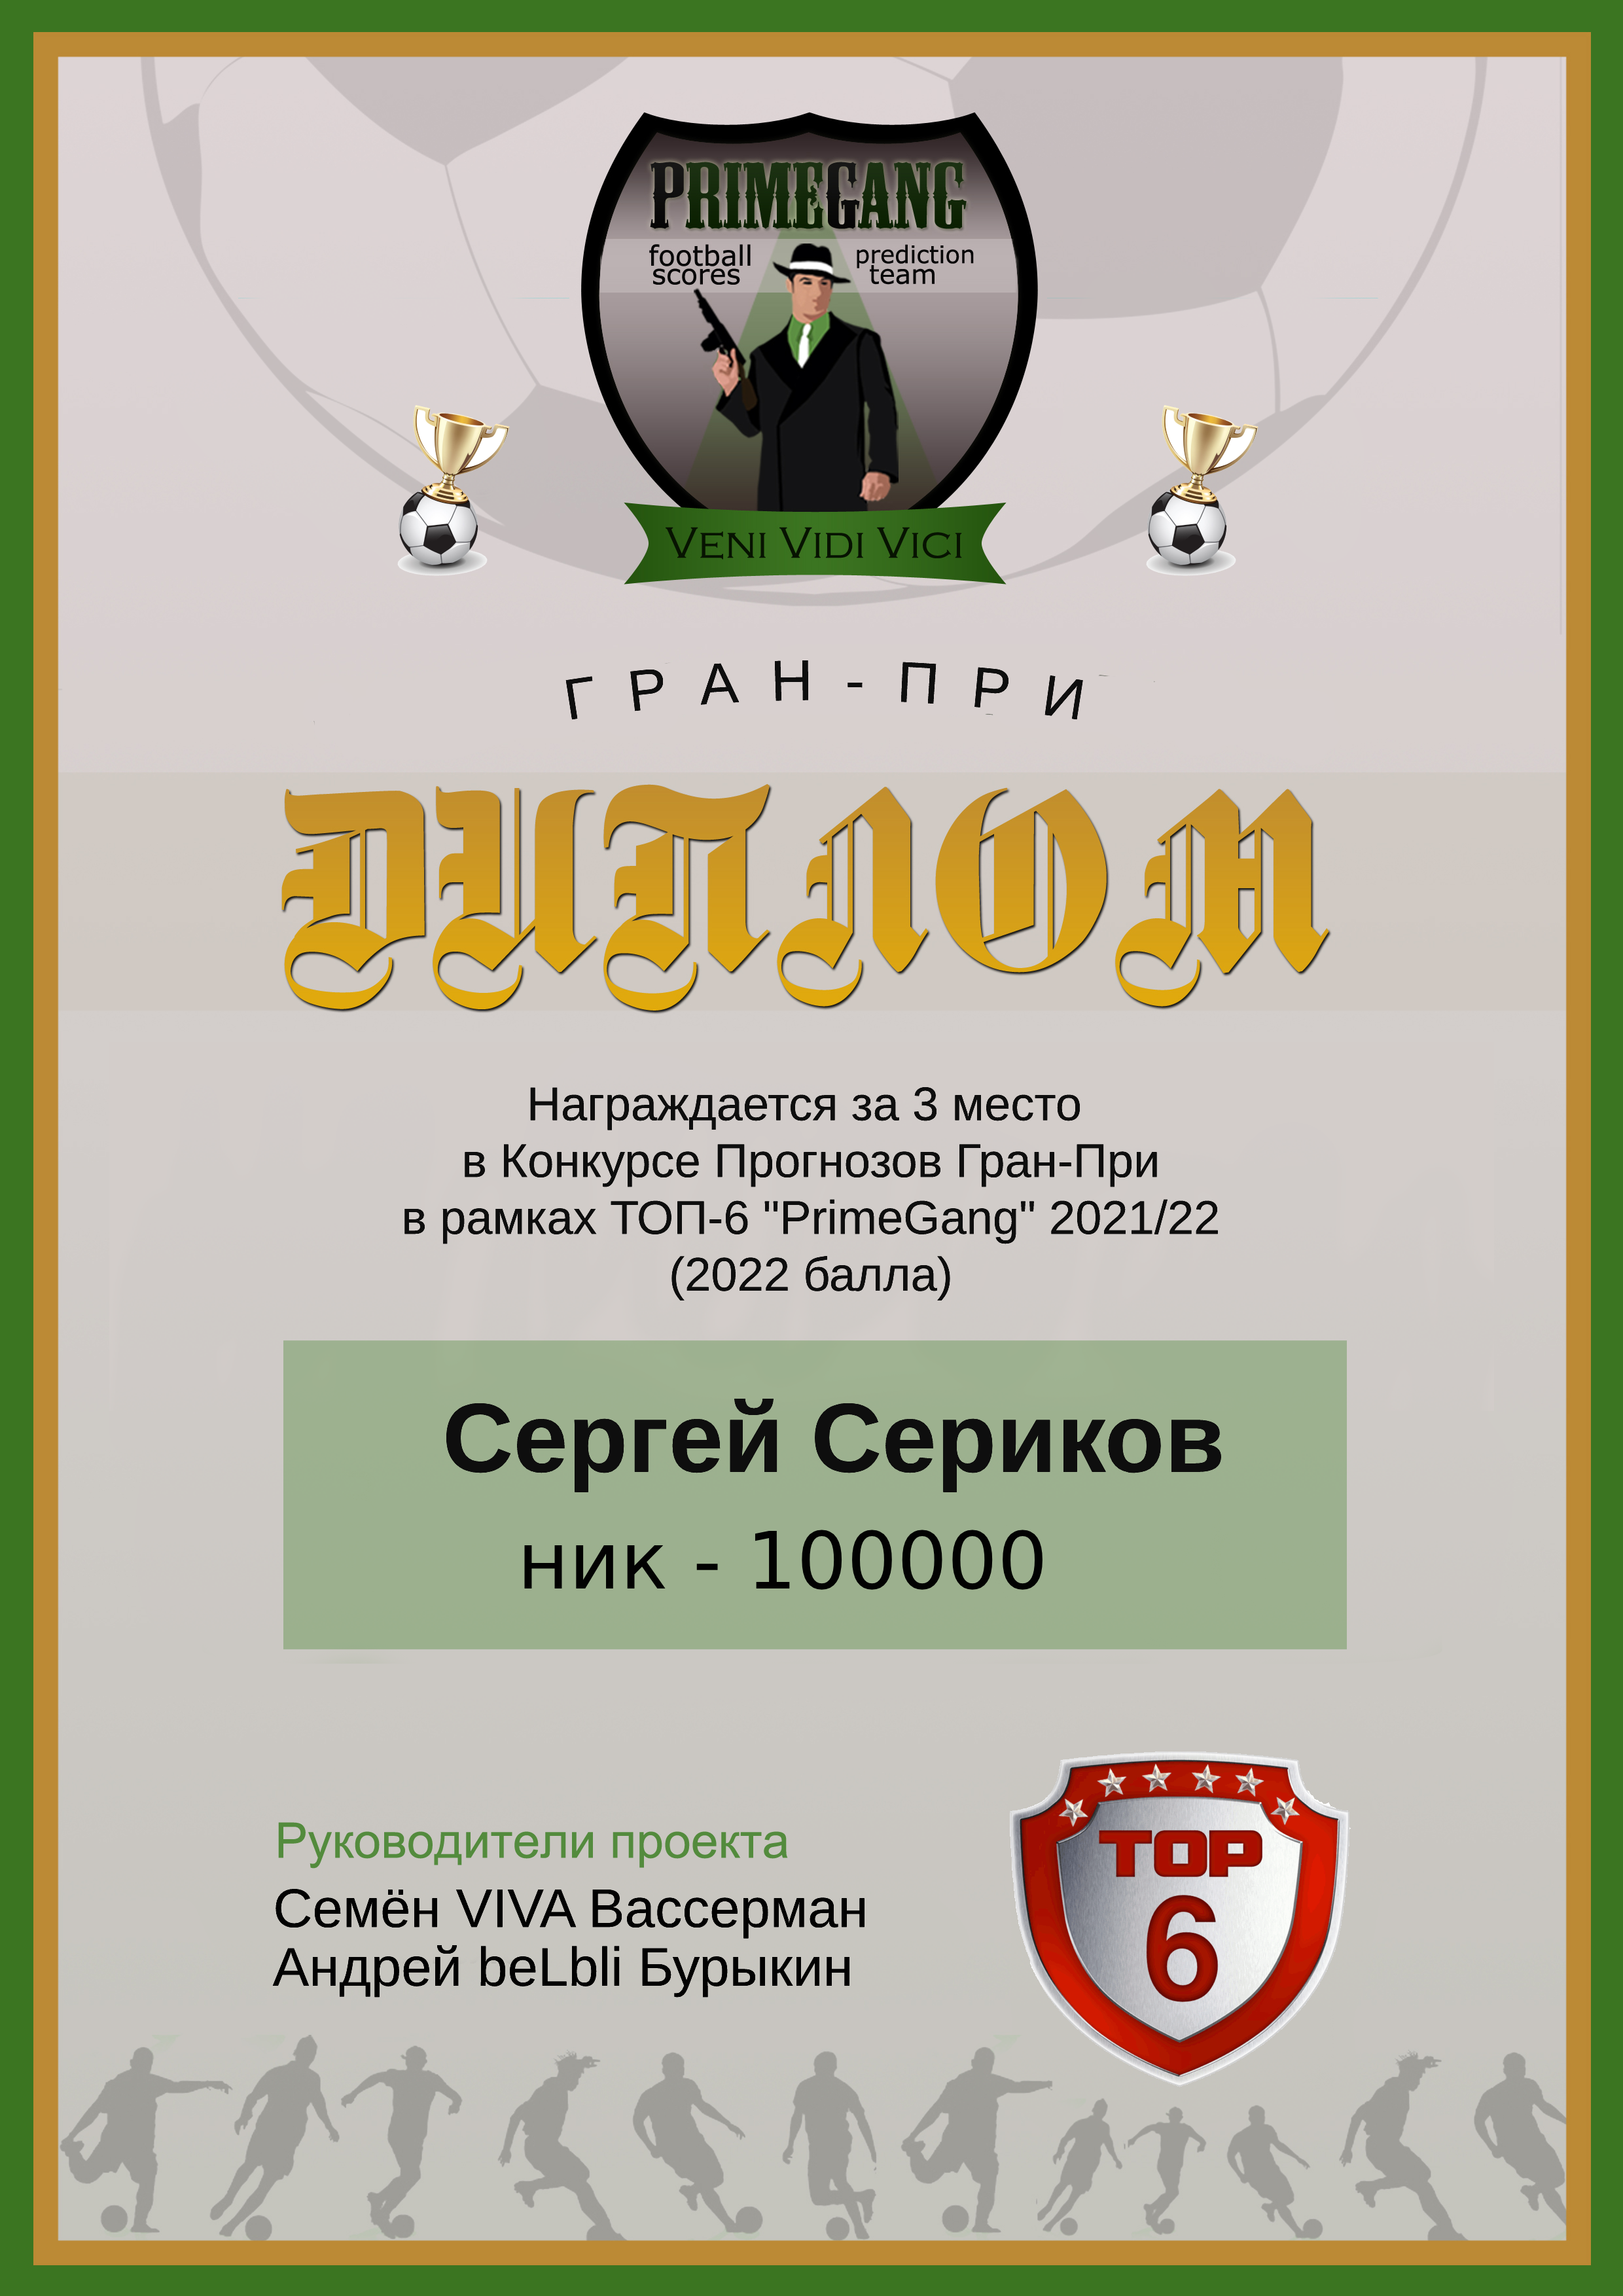 PRIMEGANG
football prediction
scores team
VENI VIDI VICI
ГРАН-ПРИ
ДИПЛОМ
Награждается за 3 место
в Конкурсе Прогнозов Гран-При
в рамках ТОП-6 "PrimeGang" 2021/22
(2022 балла)
Сергей Сериков
ник - 100000
Руководители проекта
Семён VIVA Вассерман
Андрей beLbli Бурыкин
TOP
6